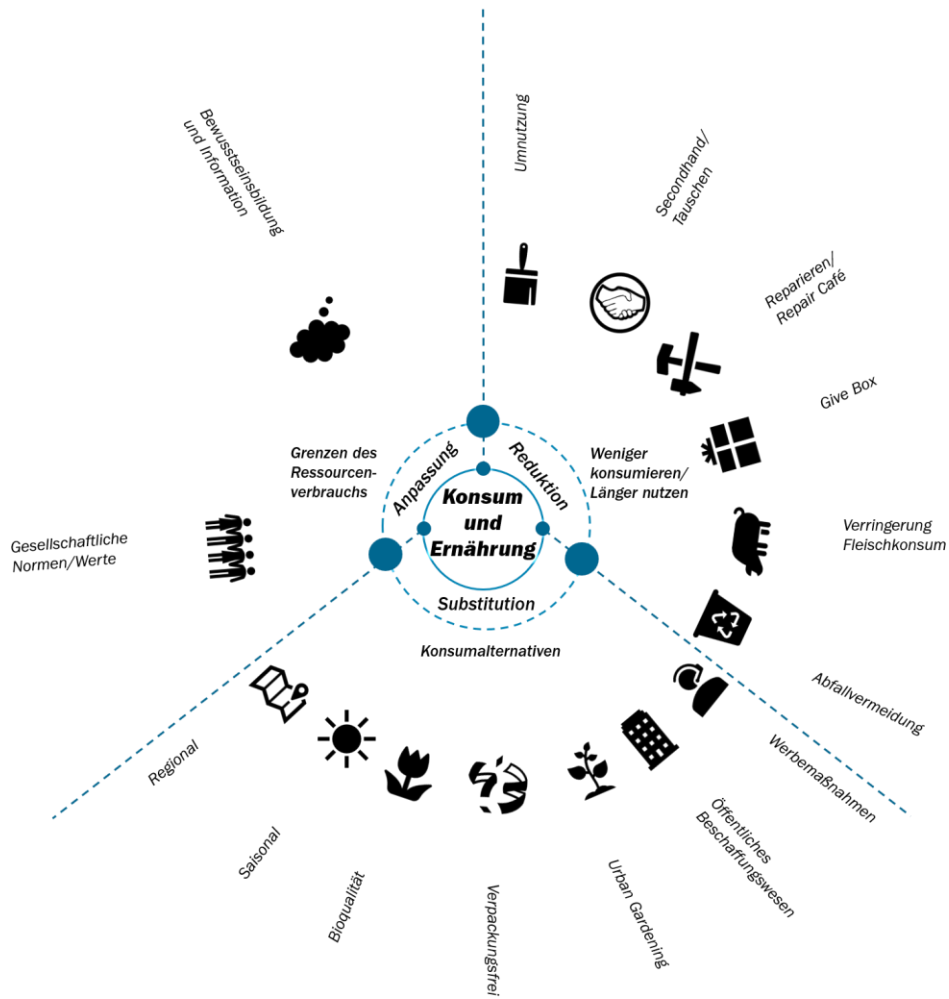 Konsum
und
Ernährung
Anpassung
Grenzen des
Ressourcen-
verbrauchs
Bewusstseinsbildung
und Information
Gesellschaftliche
Normen/Werte
Reduktion
Weniger
konsumieren/
Länger nutzen
Umnutzung
Secondhand/
Tauschen
Reparieren/
Repair Café
Give Box
Verringerung
Fleischkonsum
Abfallvermeidung
Substitution
Konsumalternativen
Werbemaßnahmen
Öffentliches
Beschaffungswesen
Urban Gardening
Verpackungsfrei
Bioqualität
Saisonal
Regional